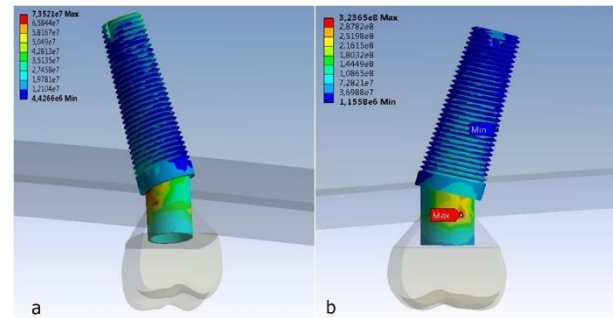 7,3521e7 Max
6,5844e7
5,8167e7
5,049e7
4,2813e7
3,5135e7
2,7458e7
1,9781e7
1,2104e7
4,4266e6 Min
a
3,2365e8 Max
2,8782e8
2,5198e8
2,1615e8
1,8032e8
1,4449e8
1,0865e8
7,2821e7
3,6988e7
1,1558e6 Min
Min
Max
b